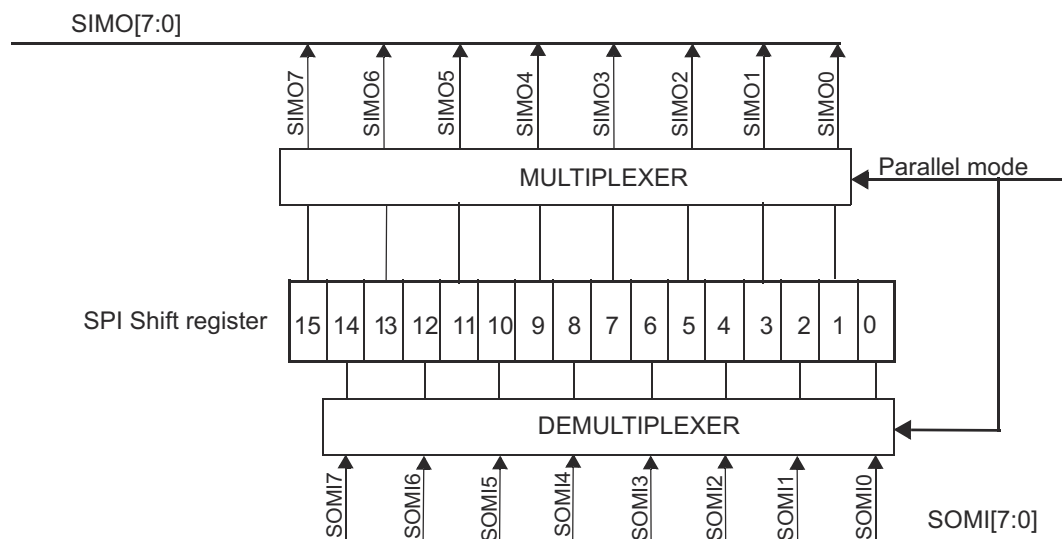 SIMO[7:0]
SIMO7 SIMO6 SIMO5 SIMO4 SIMO3 SIMO2 SIMO1 SIMO0
MULTIPLEXER
Parallel mode
SPI Shift register
15 14 13 12 11 10 9 8 7 6 5 4 3 2 1 0
DEMULTIPLEXER
SOMI7 SOMI6 SOMI5 SOMI4 SOMI3 SOMI2 SOMI1 SOMI0
SOMI[7:0]